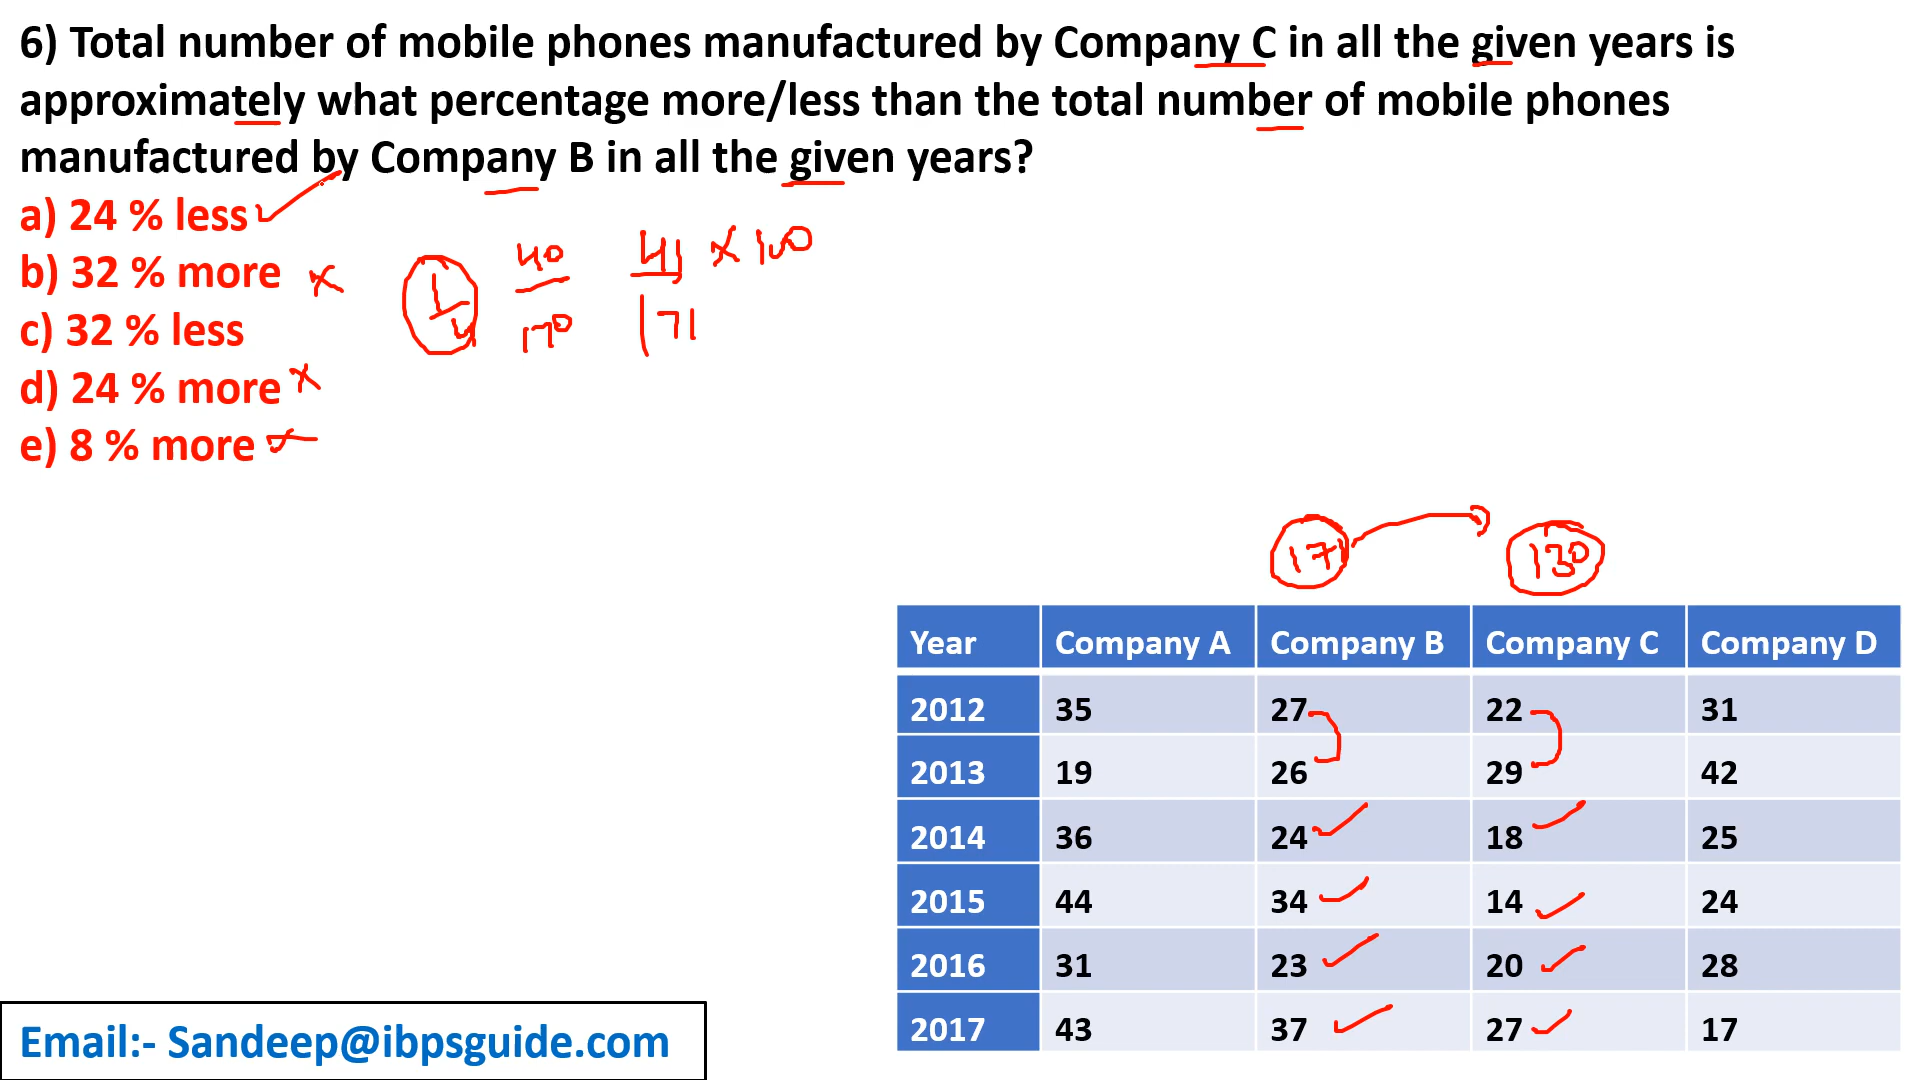 6) Total number of mobile phones manufactured by Company C in all the given years is
approximately what percentage more/less than the total number of mobile phones
manufactured by Company B in all the given years?
a) 24 % less
b) 32 % more
c) 32 % less
d) 24 % more
e) 8 % more
1/4 40/170 41/171 × 100
171 130
Year Company A Company B Company C Company D
2012 35 27 22 31
2013 19 26 29 42
2014 36 24 18 25
2015 44 34 14 24
2016 31 23 20 28
2017 43 37 27 17
Email:- Sandeep@ibpsguide.com